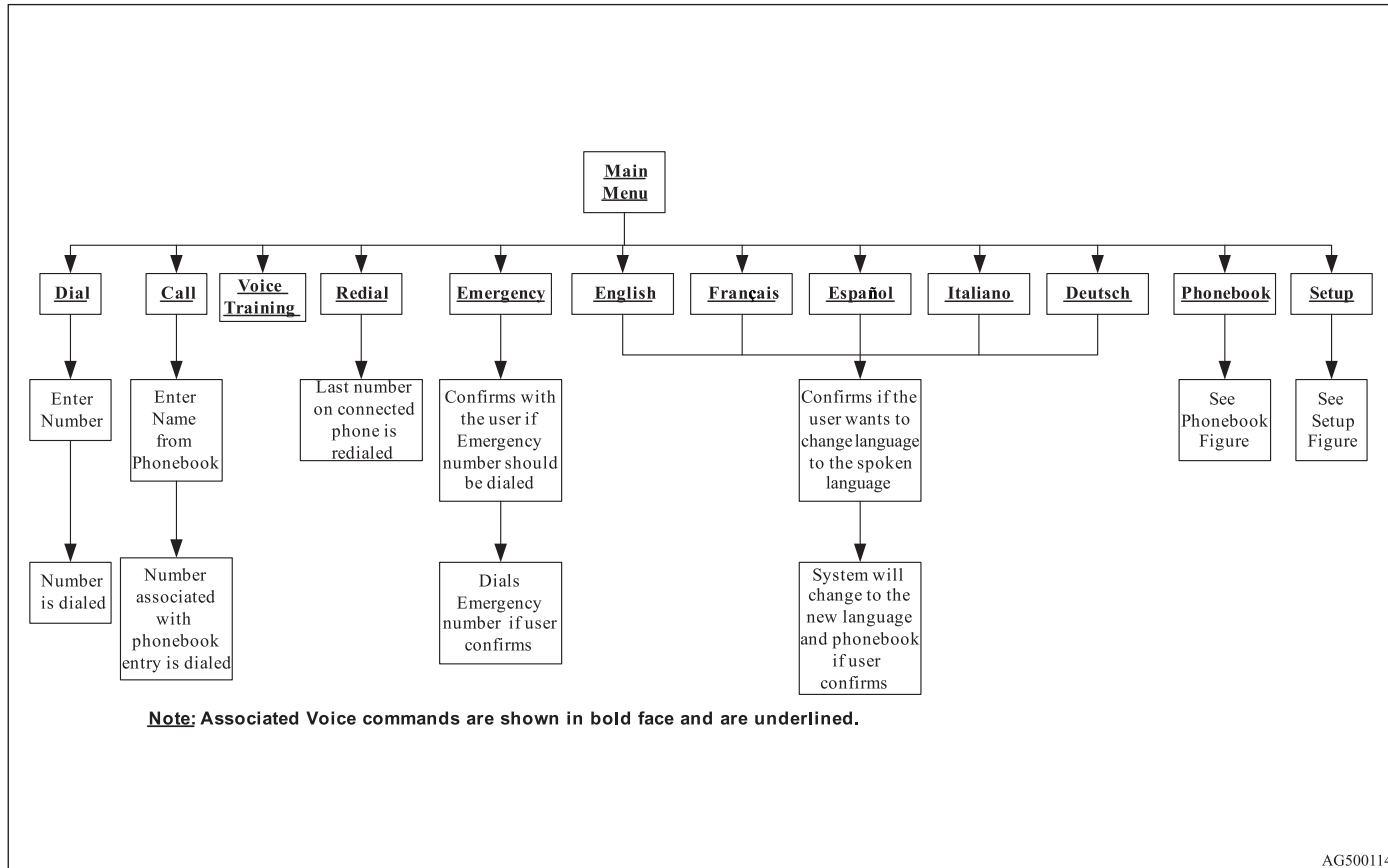 Main
Menu
Dial
Call
Voice
Training
Redial
Emergency
English
Français
Español
Italiano
Deutsch
Phonebook
Setup
Enter
Number
Enter
Name
from
Phonebook
Last number
on connected
phone is
redialed
Confirms with
the user if
Emergency
number should
be dialed
Confirms if the
user wants to
change language
to the spoken
language
See
Phonebook
Figure
See
Setup
Figure
Number
is dialed
Number
associated
with
phonebook
entry is dialed
Dials
Emergency
number if user
confirms
System will
change to the
new language
and phonebook
if user
confirms
Note: Associated Voice commands are shown in bold face and are underlined.
AG500114